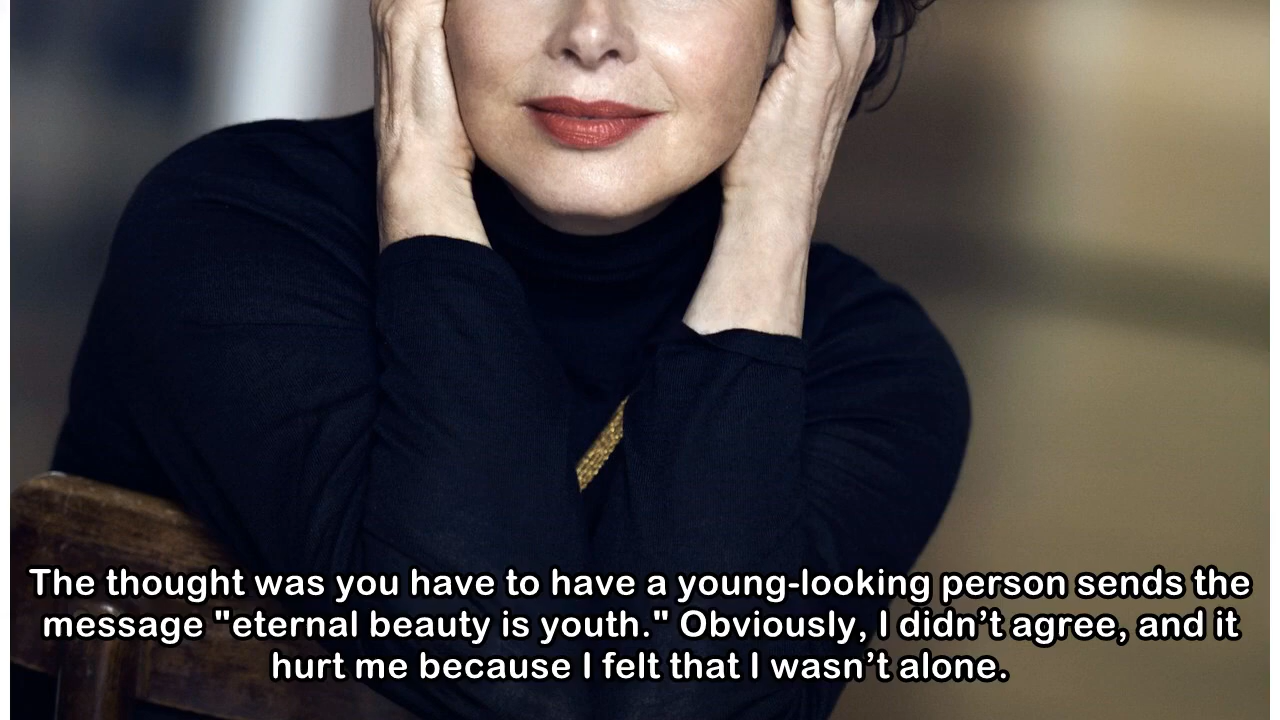 The thought was you have to have a young-looking person sends the
message "eternal beauty is youth." Obviously, I didn’t agree, and it
hurt me because I felt that I wasn’t alone.